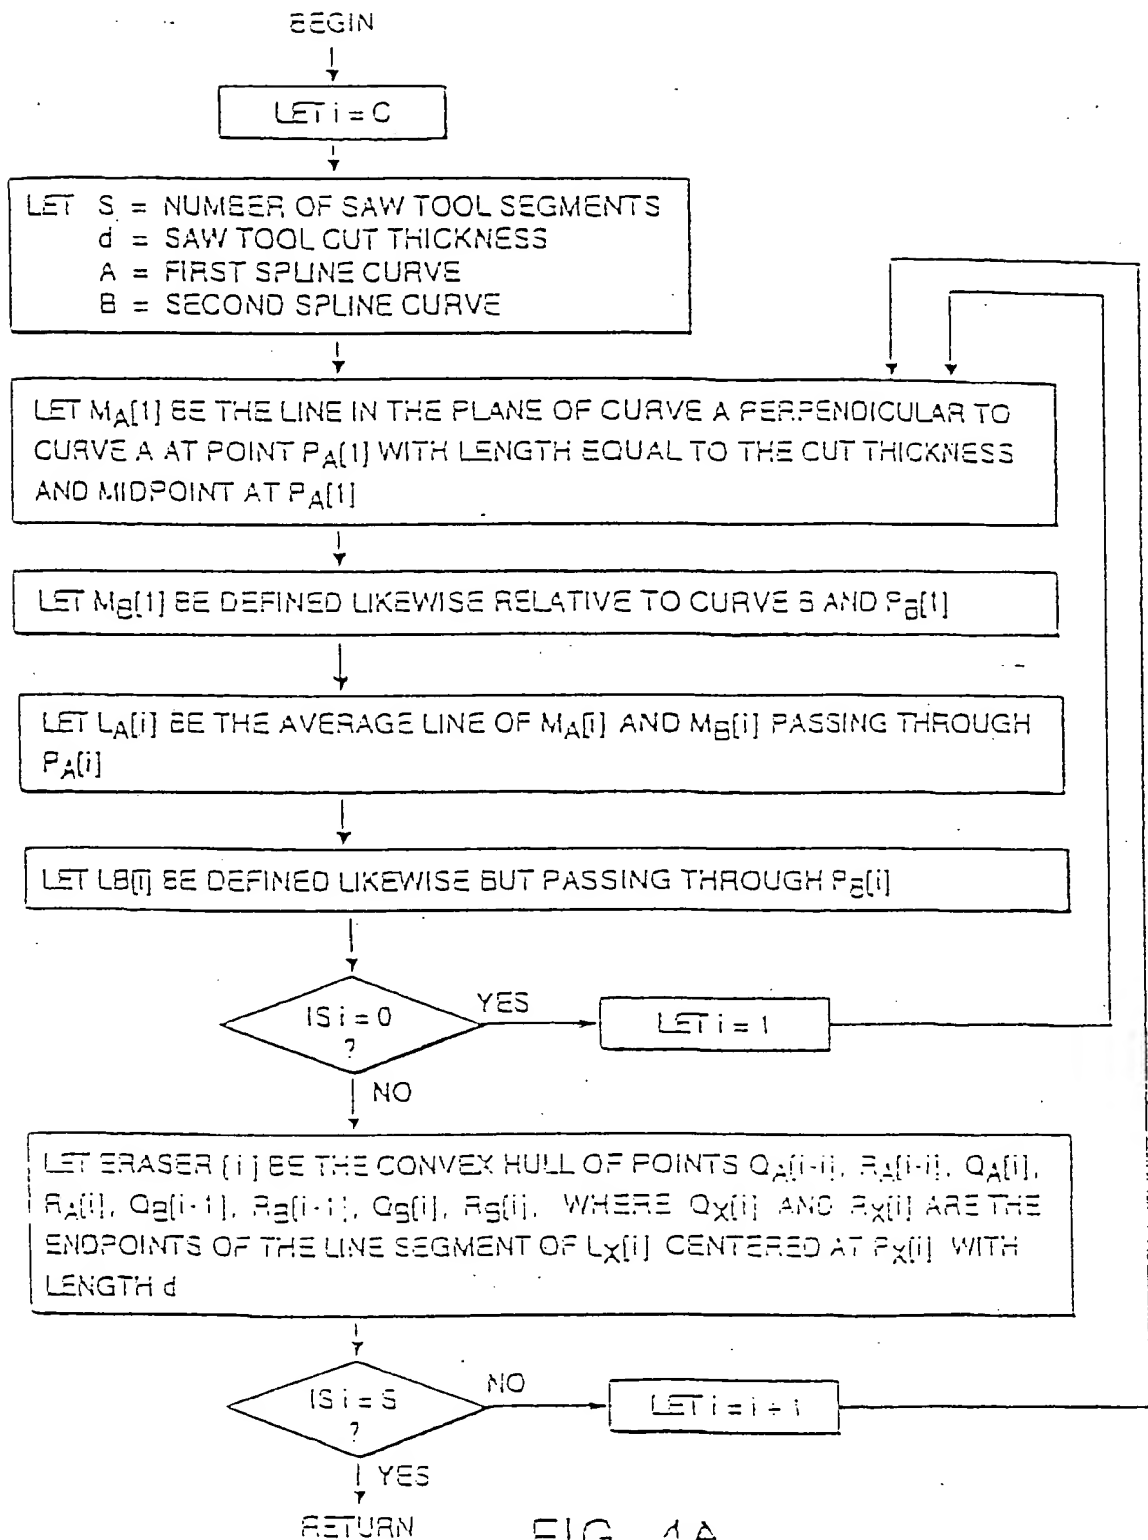 BEGIN
LET i = 0
LET S = NUMBER OF SAW TOOL SEGMENTS
d = SAW TOOL CUT THICKNESS
A = FIRST SPLINE CURVE
B = SECOND SPLINE CURVE
LET MA[1] BE THE LINE IN THE PLANE OF CURVE A PERPENDICULAR TO
CURVE A AT POINT PA[1] WITH LENGTH EQUAL TO THE CUT THICKNESS
AND MIDPOINT AT PA[1]
LET MB[1] BE DEFINED LIKEWISE RELATIVE TO CURVE B AND PB[1]
LET LA[i] BE THE AVERAGE LINE OF MA[i] AND MB[i] PASSING THROUGH
PA[i]
LET LB[i] BE DEFINED LIKEWISE BUT PASSING THROUGH PB[i]
IS i = 0
?
YES
LET i = 1
NO
LET ERASER [i] BE THE CONVEX HULL OF POINTS QA[i-i], RA[i-i], QA[i],
RA[i], QB[i-1], RB[i-1], QB[i], RB[i], WHERE QX[i] AND RX[i] ARE THE
ENDPOINTS OF THE LINE SEGMENT OF LX[i] CENTERED AT PX[i] WITH
LENGTH d
IS i = S
?
NO
LET i = i + 1
YES
RETURN
FIG. 4A